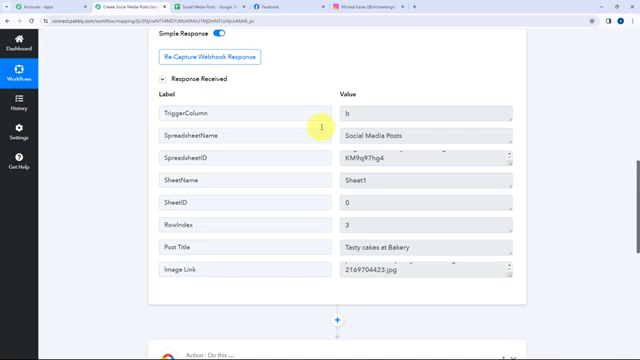 Accounts - Apps
Create Social Media Posts Using
Social Media Posts - Google S
Facebook
connect.pabbly.com/workflow/mapping/
Dashboard
Workflows
History
Settings
Get Help
Simple Response
Re-Capture Webhook Response
Response Received
Label Value
TriggerColumn b
SpreadsheetName Social Media Posts
SpreadsheetID KM9q97hg4
SheetName Sheet1
SheetID 0
RowIndex 3
Post Title Tasty cakes at Bakery
Image Link 2169704423.jpg
Action : Do this ...